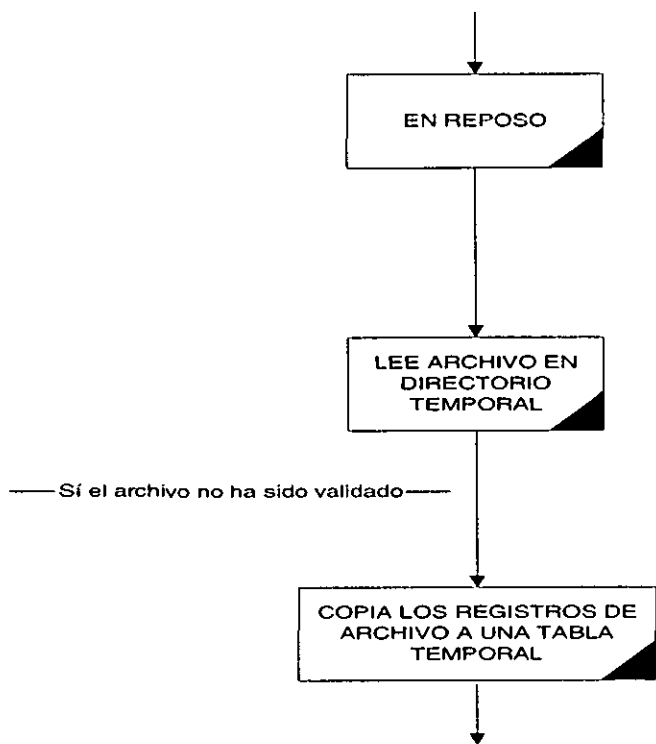 EN REPOSO
LEE ARCHIVO EN
DIRECTORIO
TEMPORAL
Sí el archivo no ha sido validado
COPIA LOS REGISTROS DE
ARCHIVO A UNA TABLA
TEMPORAL